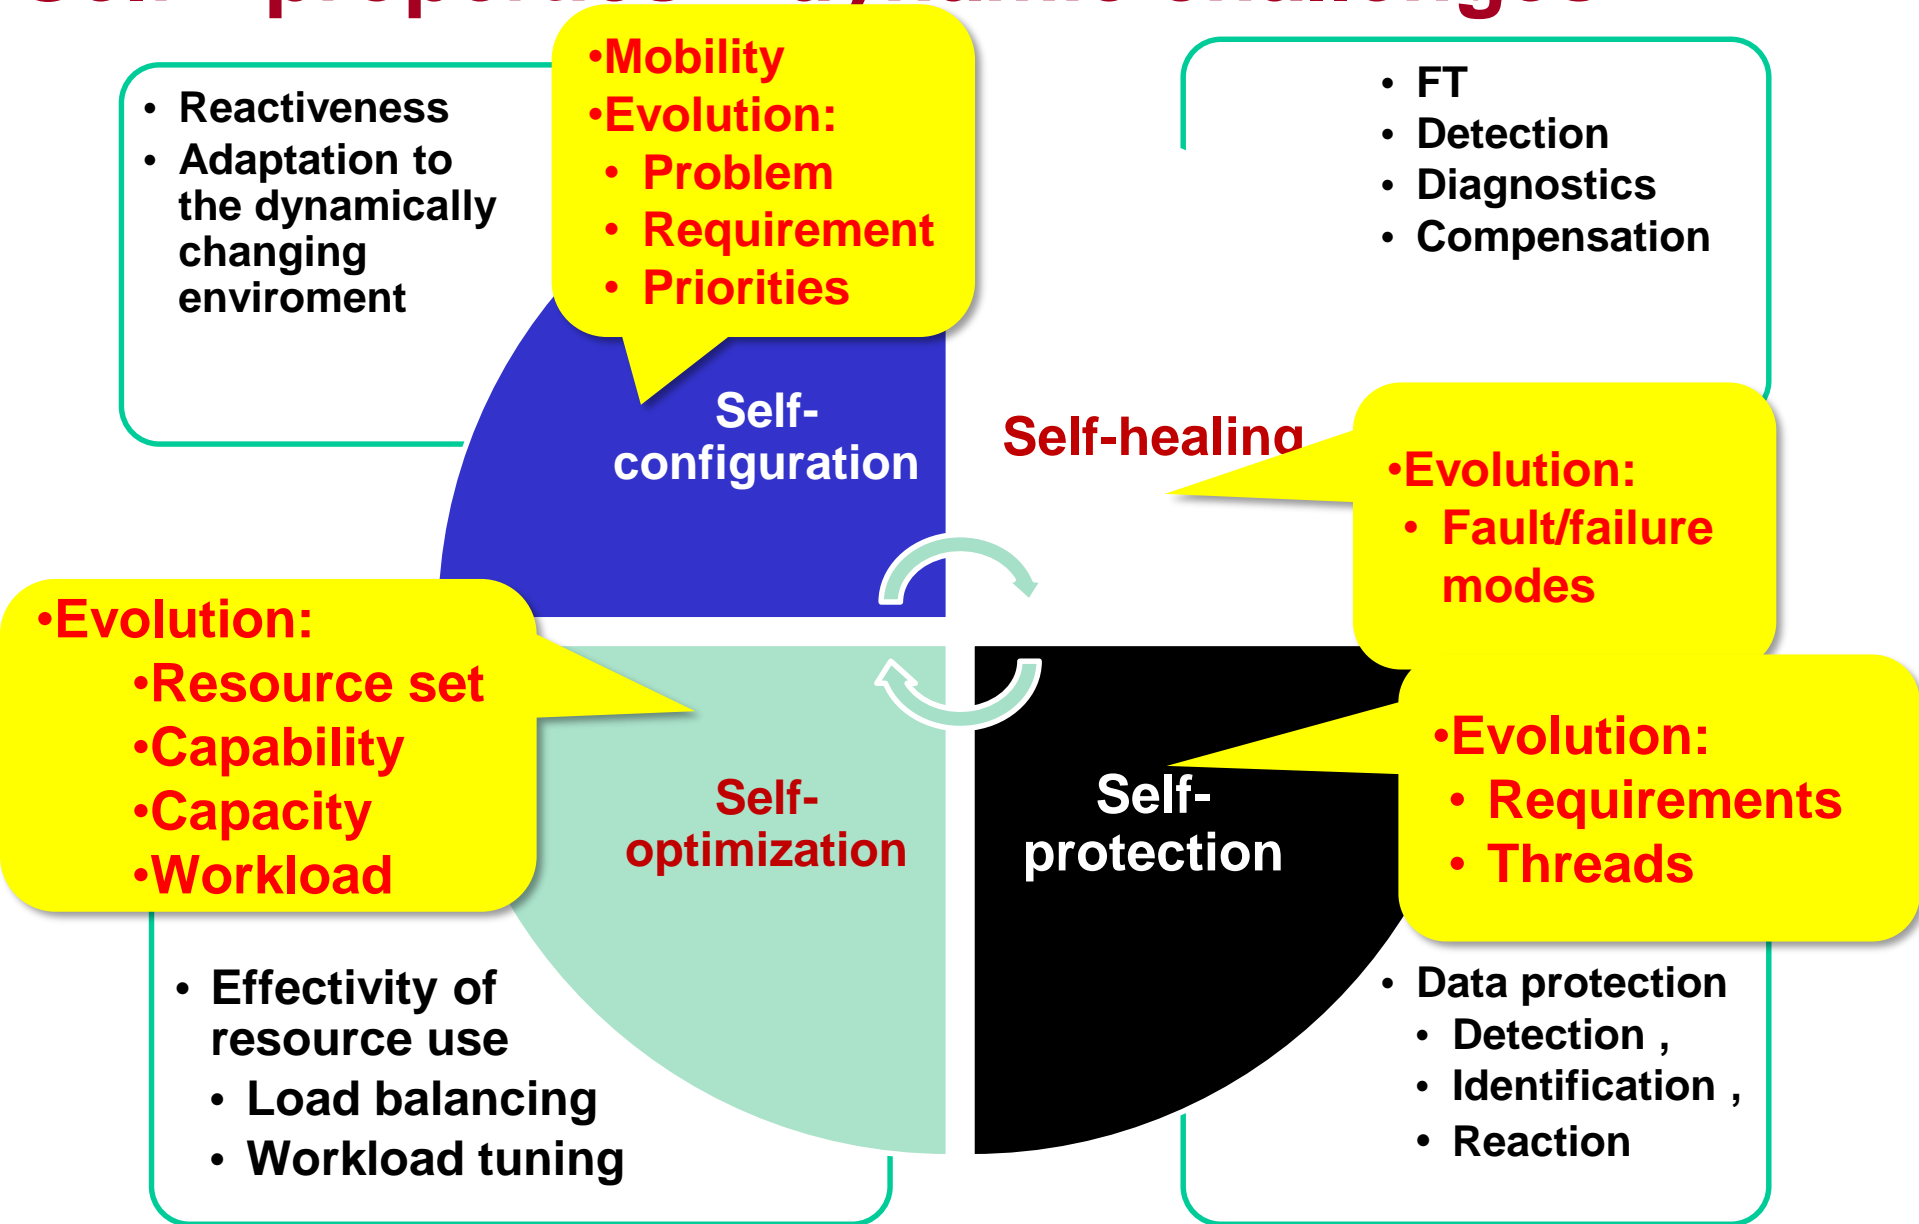 •Mobility
•Evolution:
• Problem
• Requirement
• Priorities
• Reactiveness
• Adaptation to
the dynamically
changing
enviroment
• FT
• Detection
• Diagnostics
• Compensation
Self-
configuration
Self-healing
•Evolution:
• Fault/failure
modes
•Evolution:
•Resource set
•Capability
•Capacity
•Workload
Self-
optimization
Self-
protection
•Evolution:
• Requirements
• Threads
• Effectivity of
resource use
• Load balancing
• Workload tuning
• Data protection
• Detection ,
• Identification ,
• Reaction